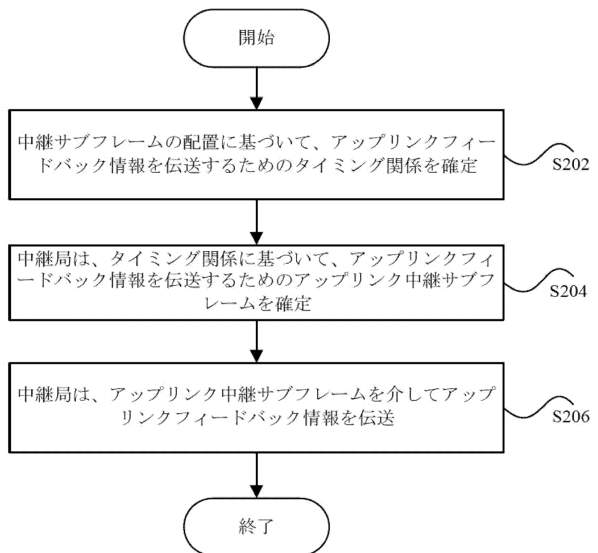 開始
中継サブフレームの配置に基づいて、アップリンクフィー
ドバック情報を伝送するためのタイミング関係を確定
S202
中継局は、タイミング関係に基づいて、アップリンクフィ
ードバック情報を伝送するためのアップリンク中継サブフ
レームを確定
S204
中継局は、アップリンク中継サブフレームを介してアップ
リンクフィードバック情報を伝送
S206
終了